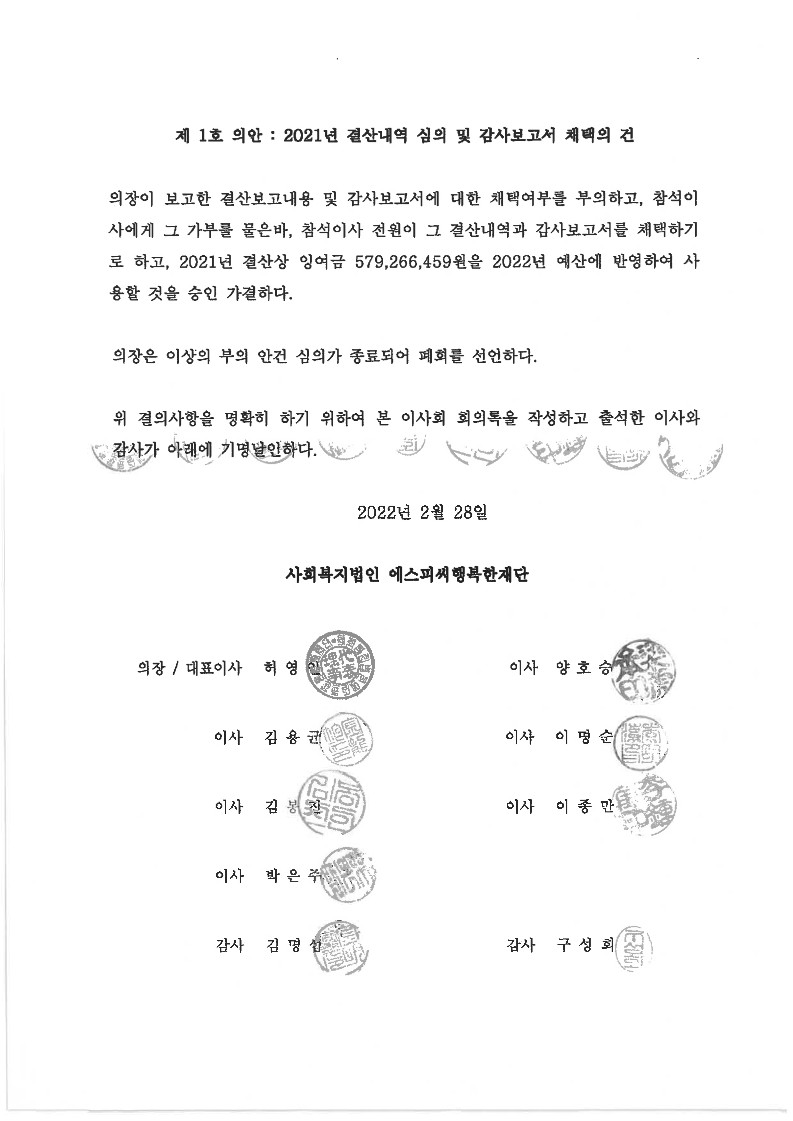 제 1호 의안 : 2021년 결산내역 심의 및 감사보고서 채택의 건
의장이 보고한 결산보고내용 및 감사보고서에 대한 채택여부를 부의하고, 참석이
사에게 그 가부를 물은바, 참석이사 전원이 그 결산내역과 감사보고서를 채택하기
로 하고, 2021년 결산상 잉여금 579,266,459원을 2022년 예산에 반영하여 사
용할 것을 승인 가결하다.
의장은 이상의 부의 안건 심의가 종료되어 폐회를 선언하다.
위 결의사항을 명확히 하기 위하여 본 이사회 회의록을 작성하고 출석한 이사와
감사가 아래에 기명날인하다.
2022년 2월 28일
사회복지법인 에스피씨행복한재단
의장 / 대표이사 허 영 인 이사 양 호 승
이사 김 용 균 이사 이 명 순
이사 김 봉 진 이사 이 종 만
이사 박 은 주
감사 김 명 섭 감사 구 성 회